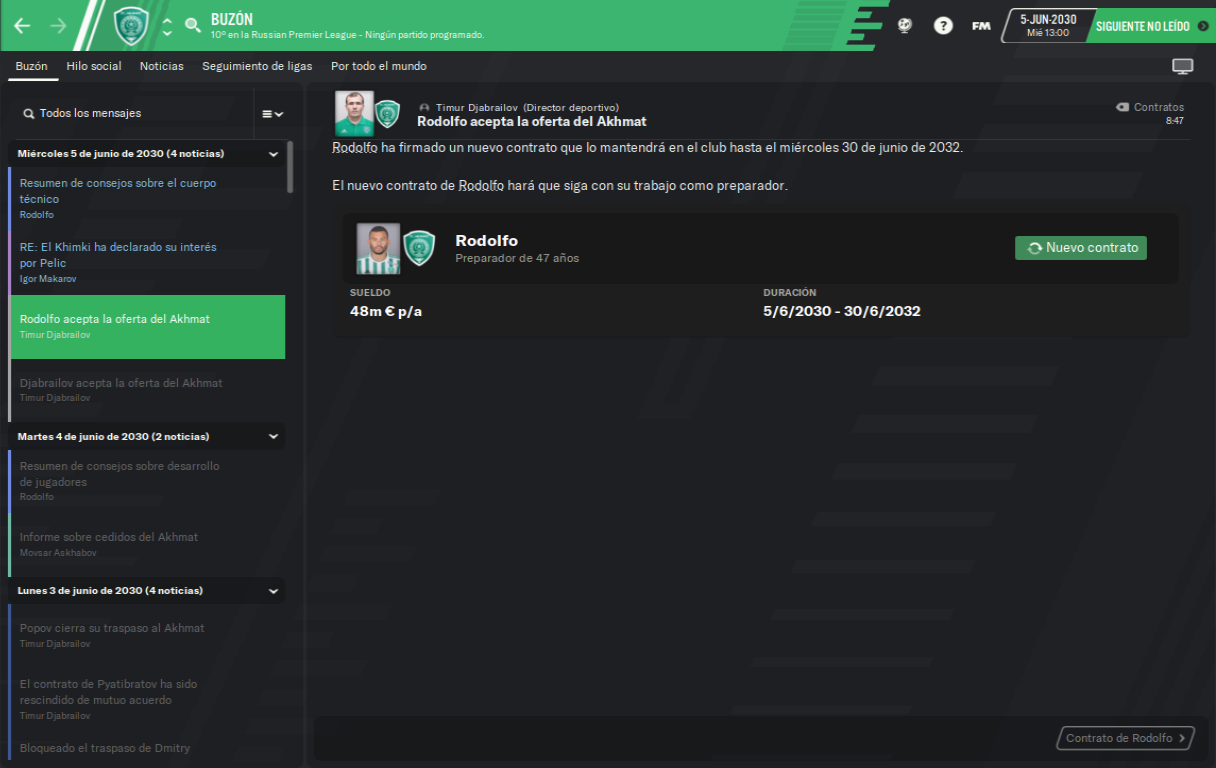 BUZÓN
10º en la Russian Premier League - Ningún partido programado.
?
FM
5-JUN-2030
Mié 13:00
SIGUIENTE NO LEÍDO
Buzón
Hilo social
Noticias
Seguimiento de ligas
Por todo el mundo
Todos los mensajes
Miércoles 5 de junio de 2030 (4 noticias)
Resumen de consejos sobre el cuerpo
técnico
Rodolfo
RE: El Khimki ha declarado su interés
por Pelic
Igor Makarov
Rodolfo acepta la oferta del Akhmat
Timur Djabrailov
Djabrailov acepta la oferta del Akhmat
Timur Djabrailov
Martes 4 de junio de 2030 (2 noticias)
Resumen de consejos sobre desarrollo
de jugadores
Rodolfo
Informe sobre cedidos del Akhmat
Movsar Askhabov
Lunes 3 de junio de 2030 (4 noticias)
Popov cierra su traspaso al Akhmat
Timur Djabrailov
El contrato de Pyatibratov ha sido
rescindido de mutuo acuerdo
Timur Djabrailov
Bloqueado el traspaso de Dmitry
Timur Djabrailov (Director deportivo)
Rodolfo acepta la oferta del Akhmat
Contratos
8:47
Rodolfo ha firmado un nuevo contrato que lo mantendrá en el club hasta el miércoles 30 de junio de 2032.
El nuevo contrato de Rodolfo hará que siga con su trabajo como preparador.
Rodolfo
Preparador de 47 años
Nuevo contrato
SUELDO
48m € p/a
DURACIÓN
5/6/2030 - 30/6/2032
Contrato de Rodolfo